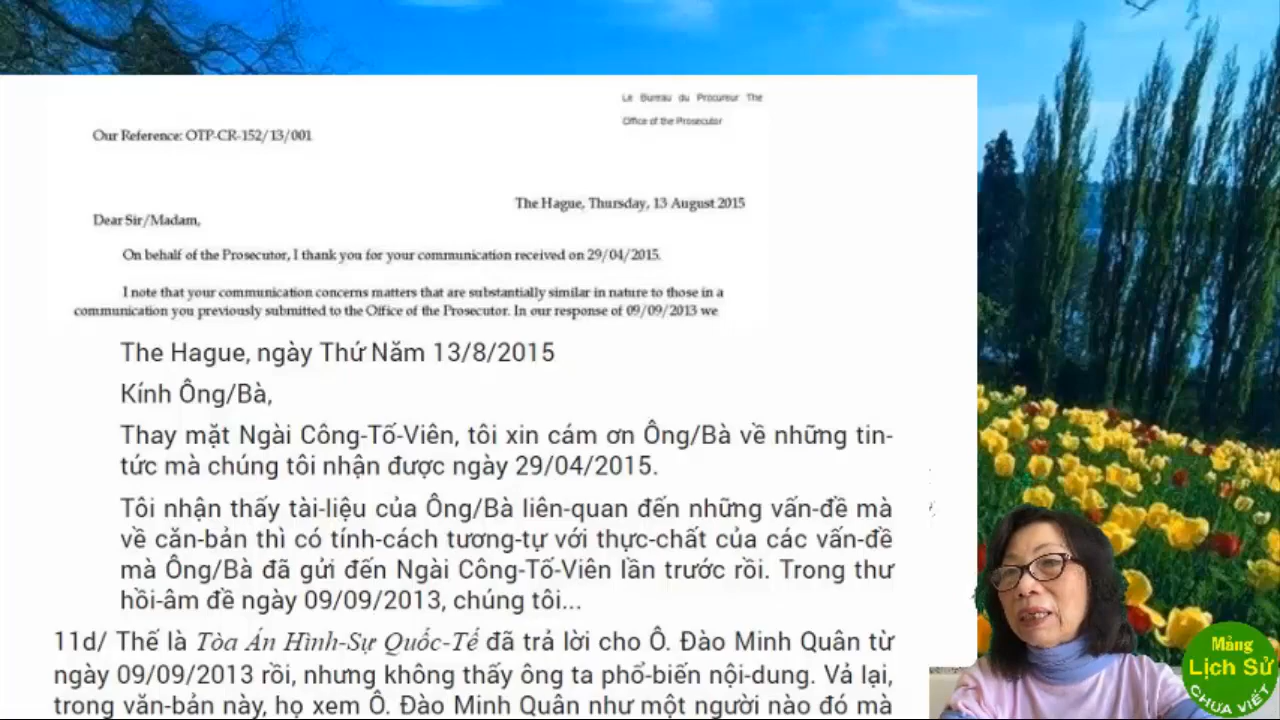 Le Bureau du Procureur The
Office of the Prosecutor
Our Reference: OTP-CR-152/13/001
The Hague, Thursday, 13 August 2015
Dear Sir/Madam,
On behalf of the Prosecutor, I thank you for your communication received on 29/04/2015.
I note that your communication concerns matters that are substantially similar in nature to those in a
communication you previously submitted to the Office of the Prosecutor. In our response of 09/09/2013 we
The Hague, ngày Thứ Năm 13/8/2015
Kính Ông/Bà,
Thay mặt Ngài Công-Tố-Viên, tôi xin cám ơn Ông/Bà về những tin-
tức mà chúng tôi nhận được ngày 29/04/2015.
Tôi nhận thấy tài-liệu của Ông/Bà liên-quan đến những vấn-đề mà
về căn-bản thì có tính-cách tương-tự với thực-chất của các vấn-đề
mà Ông/Bà đã gửi đến Ngài Công-Tố-Viên lần trước rồi. Trong thư
hồi-âm đề ngày 09/09/2013, chúng tôi...
11d/ Thế là Tòa Án Hình-Sự Quốc-Tế đã trả lời cho Ô. Đào Minh Quân từ
ngày 09/09/2013 rồi, nhưng không thấy ông ta phổ-biến nội-dung. Vả lại,
trong văn-bản này, họ xem Ô. Đào Minh Quân như một người nào đó mà
Mảng
Lịch Sử
CHƯA VIẾT